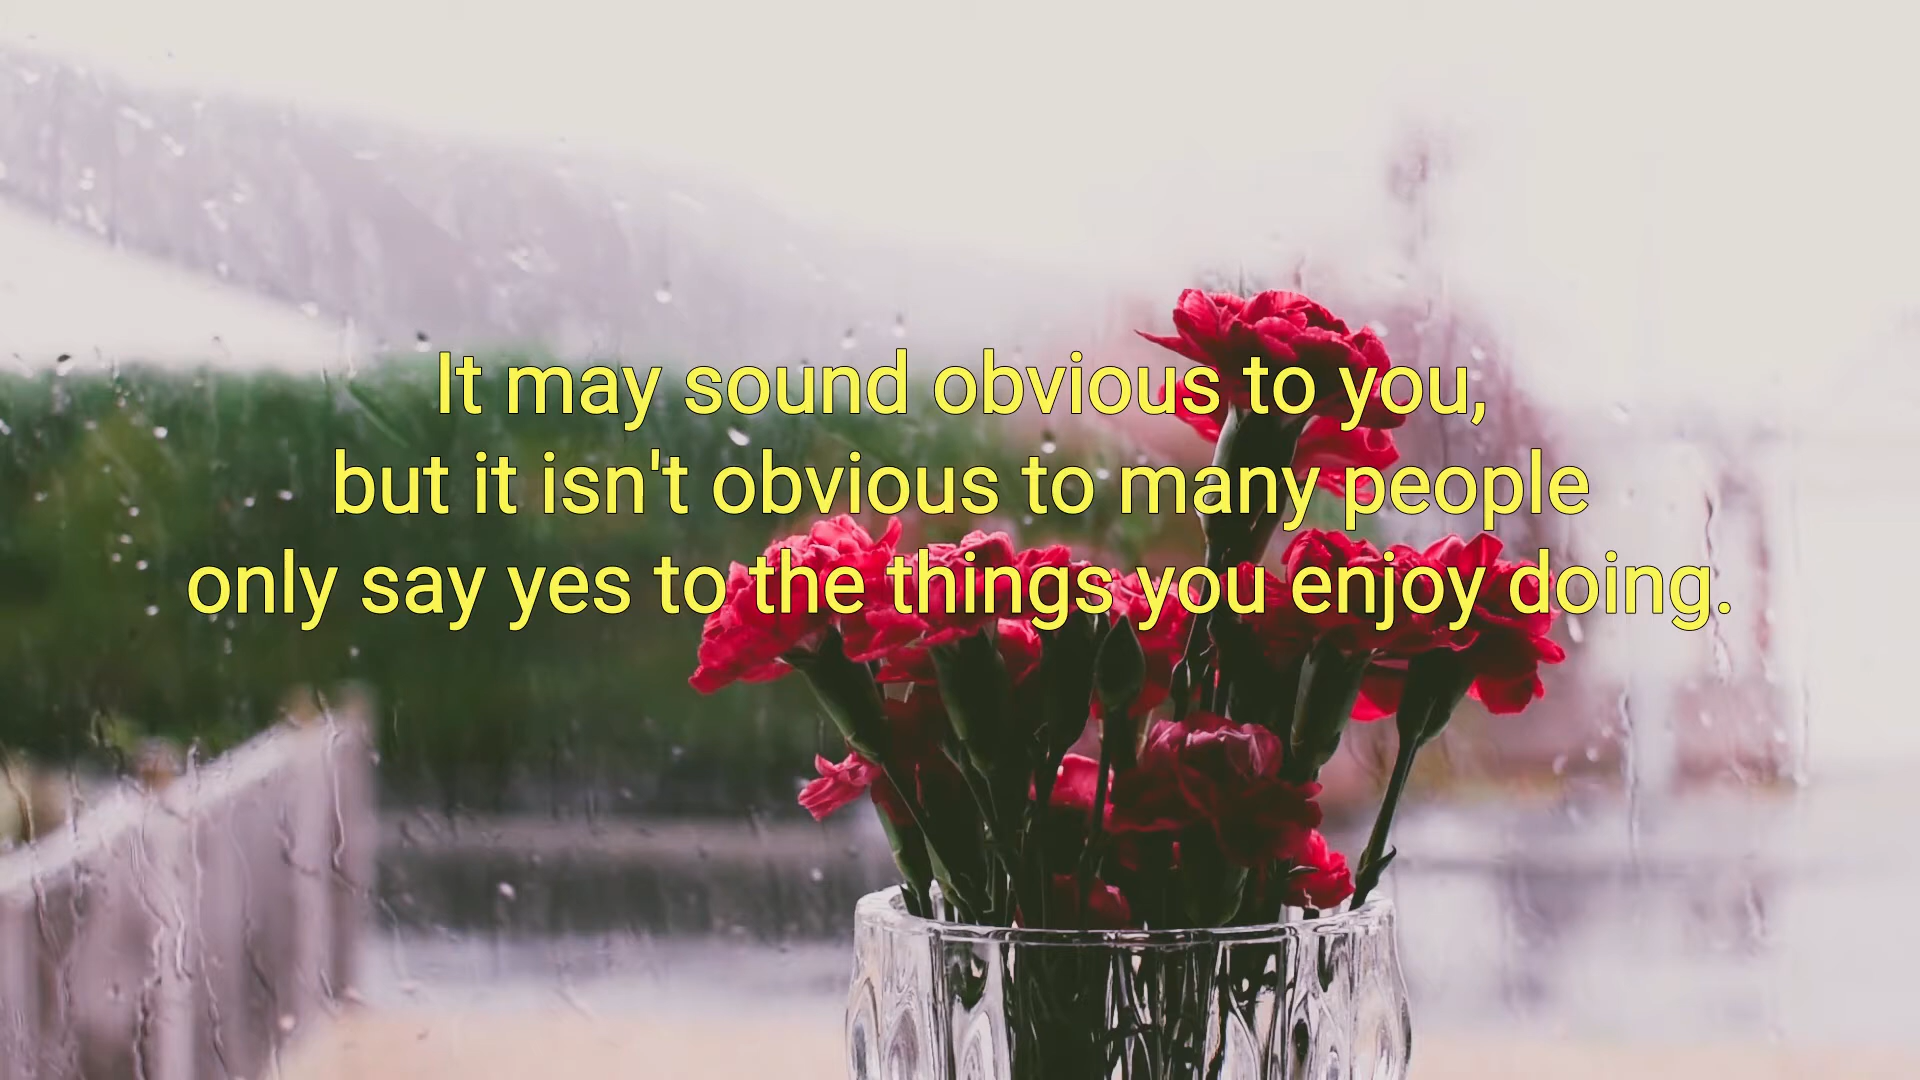 It may sound obvious to you,
but it isn't obvious to many people
only say yes to the things you enjoy doing.